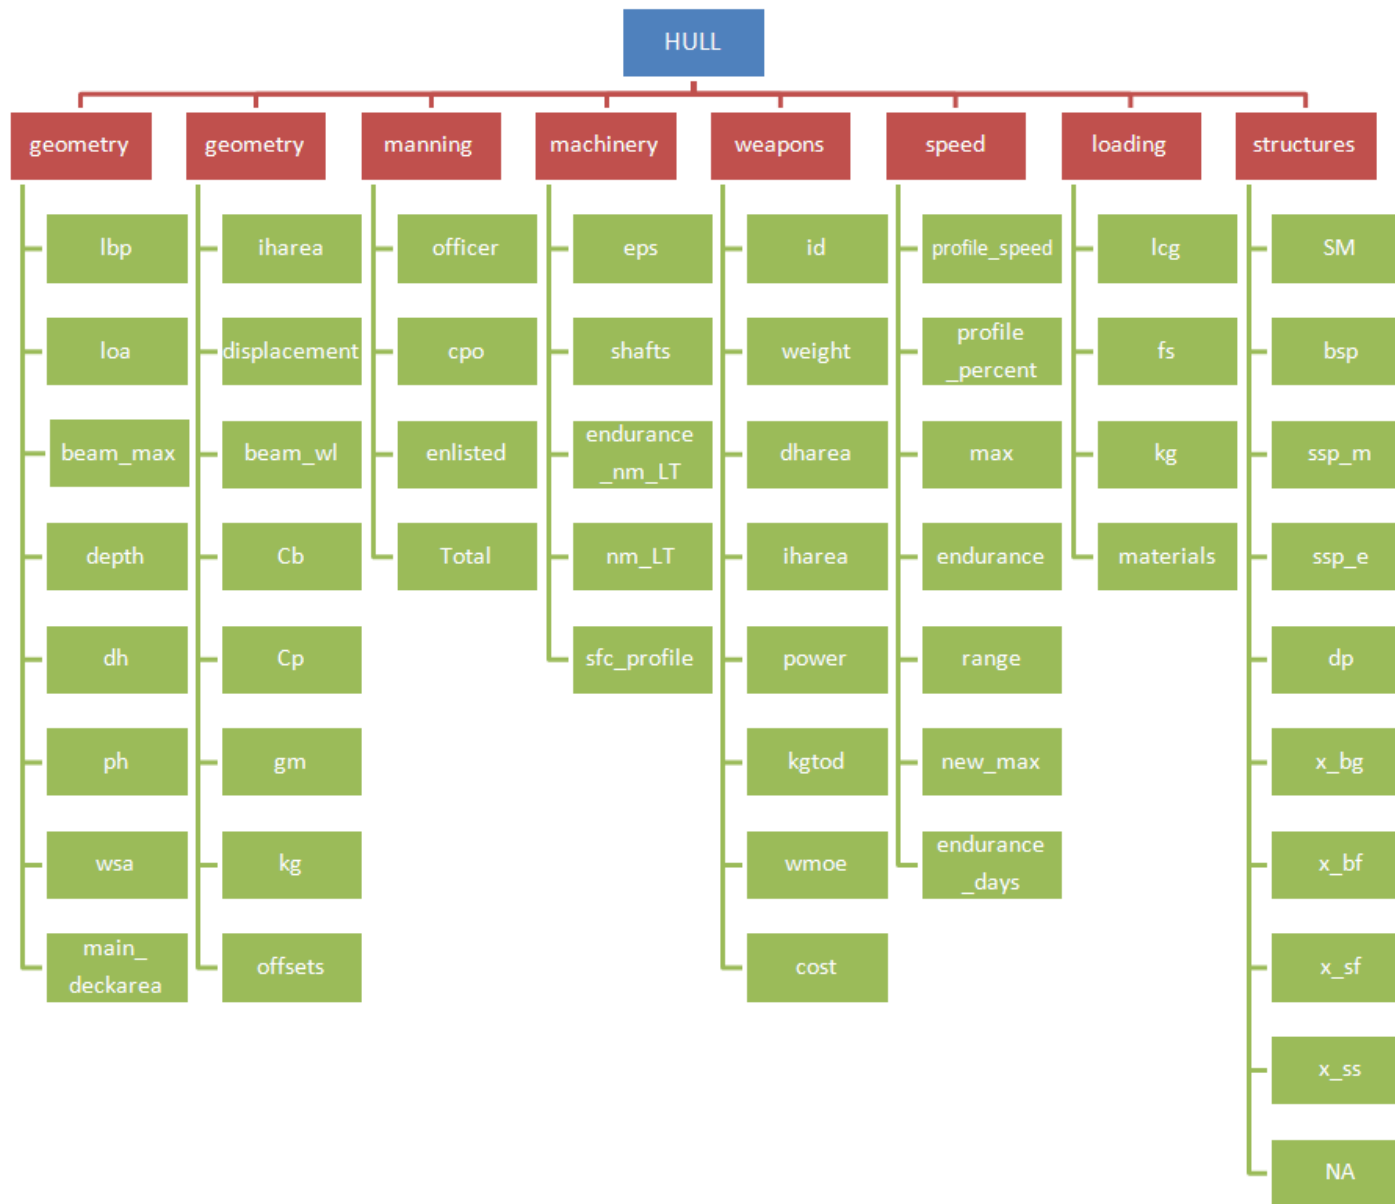 HULL
geometry
geometry
manning
machinery
weapons
speed
loading
structures
lbp
iharea
officer
eps
id
profile_speed
lcg
SM
loa
displacement
cpo
shafts
weight
profile
_percent
fs
bsp
beam_max
beam_wl
enlisted
endurance
_nm_LT
dharea
max
kg
ssp_m
depth
Cb
Total
nm_LT
iharea
endurance
materials
ssp_e
dh
Cp
sfc_profile
power
range
dp
ph
gm
kgtod
new_max
x_bg
wsa
kg
wmoe
endurance
_days
x_bf
main_
deckarea
offsets
cost
x_sf
x_ss
NA